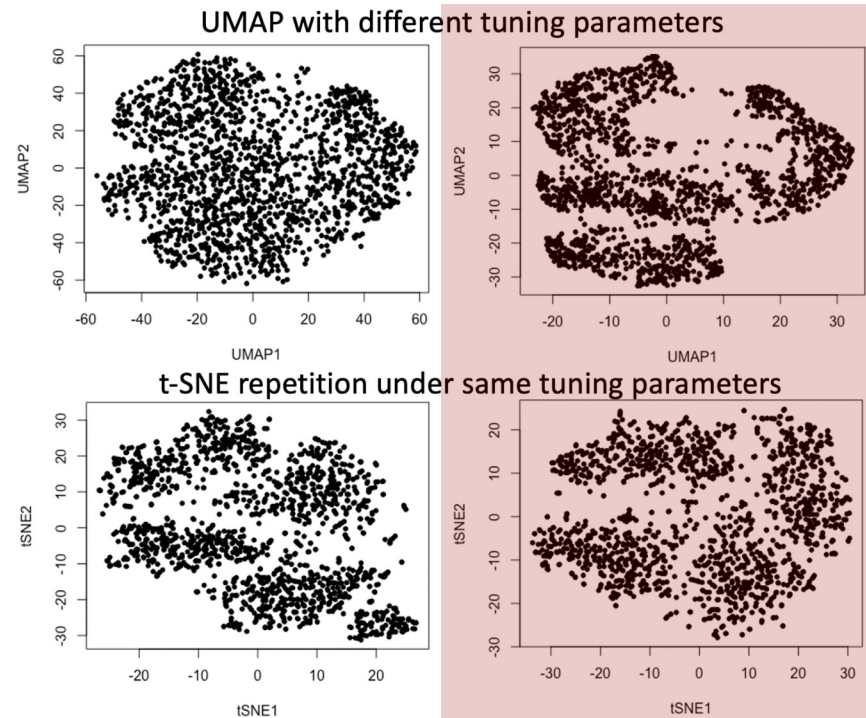 UMAP with different tuning parameters
UMAP2
60
40
20
0
-20
-40
-60
-60 -40 -20 0 20 40 60
UMAP1
UMAP2
30
20
10
0
-10
-20
-30
-20 -10 0 10 20 30
UMAP1
t-SNE repetition under same tuning parameters
tSNE2
30
20
10
0
-10
-20
-30
-20 -10 0 10 20
tSNE1
tSNE2
20
10
0
-10
-20
-30
-30 -20 -10 0 10 20 30
tSNE1